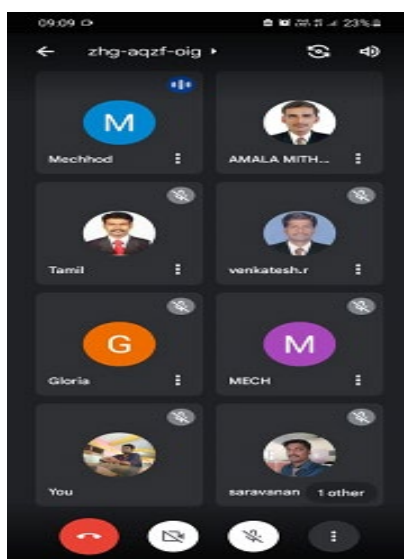 09:09
23%
zhg-aqzf-oig
M
Mechhod
AMALA MITH...
Tamil
venkatesh.r
G
Gloria
M
MECH
You
saravanan
1 other